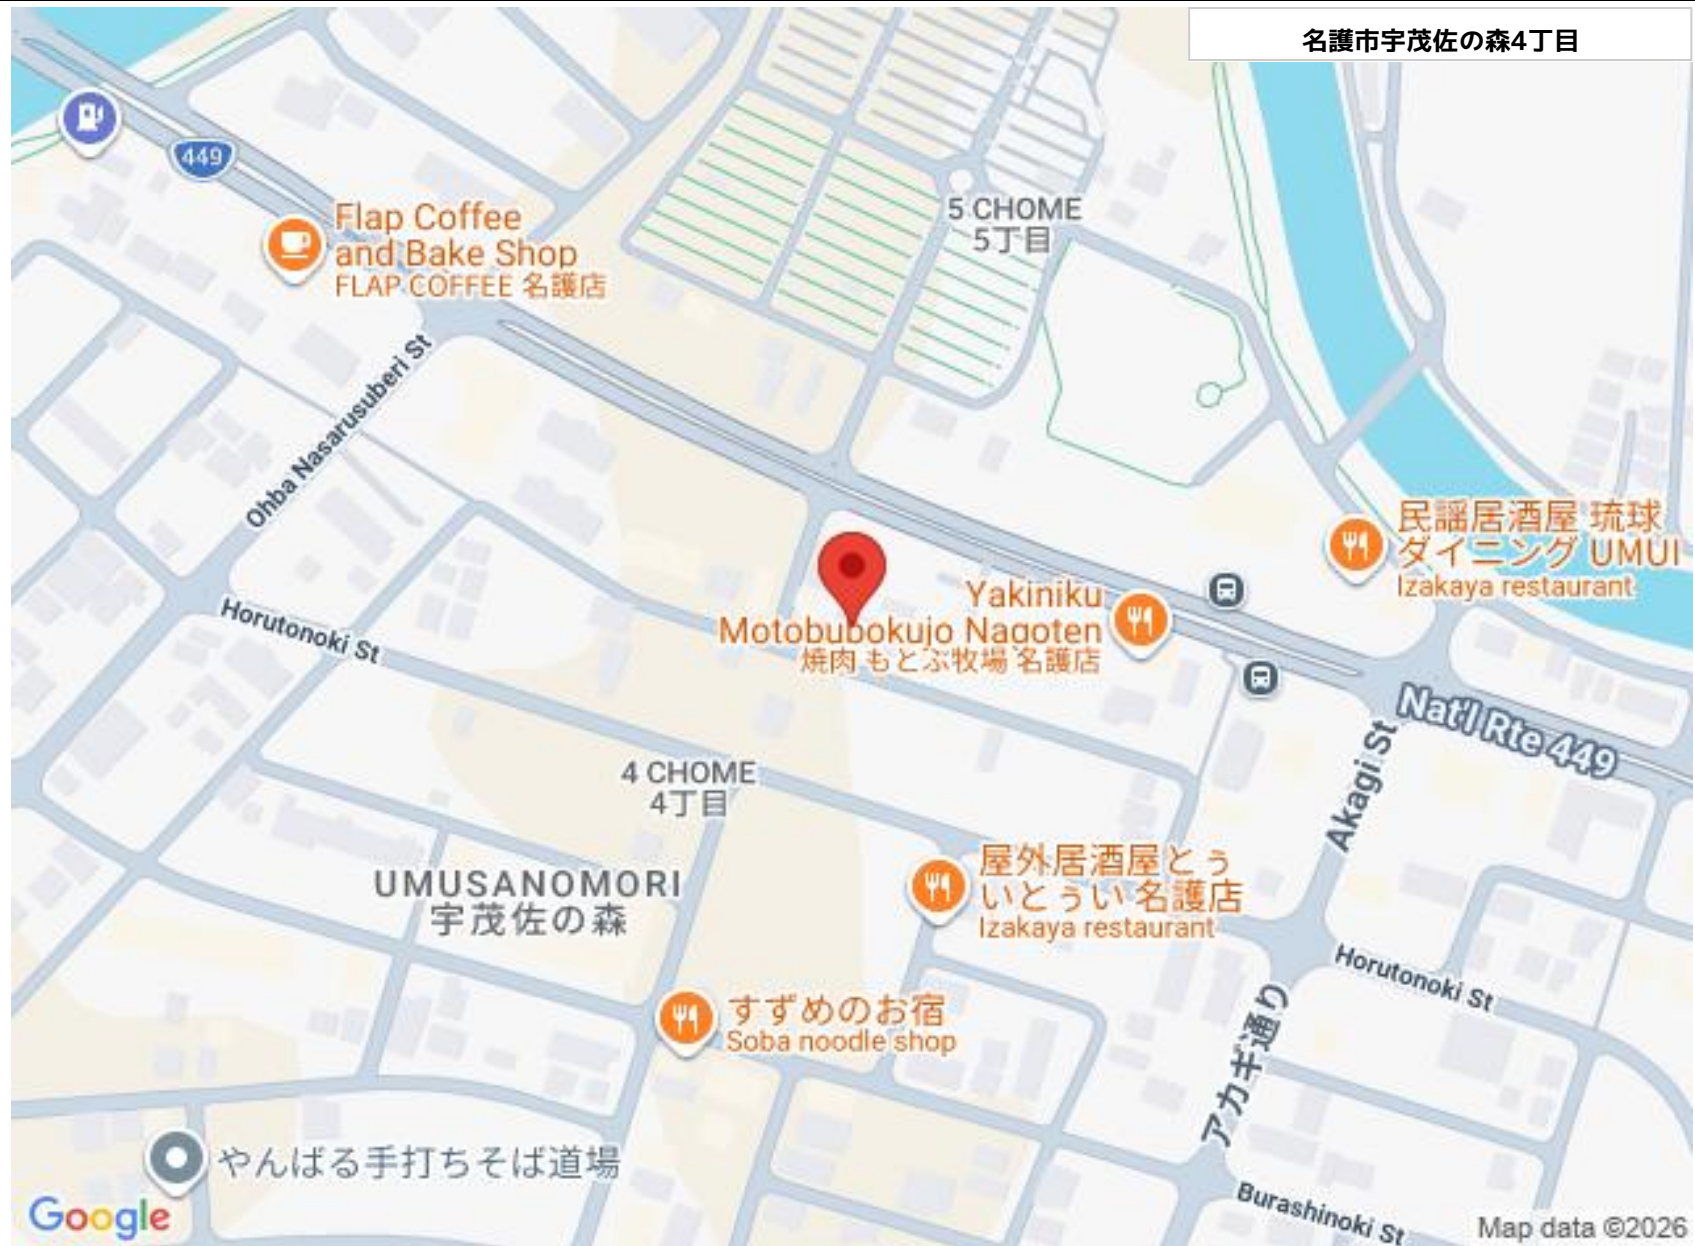 名護市宇茂佐の森4丁目
449
Flap Coffee
and Bake Shop
FLAP COFFEE 名護店
5 CHOME
5丁目
Ohba Nasarusuberi St
民謡居酒屋 琉球
ダイニング UMUI
Izakaya restaurant
Yakiniku
Motobubokujo Nagoten
焼肉 もとぶ牧場 名護店
Horutonoki St
Nat'l Rte 449
Akagi St
4 CHOME
4丁目
UMUSANOMORI
宇茂佐の森
屋外居酒屋とぅ
いとぅい 名護店
Izakaya restaurant
Horutonoki St
すずめのお宿
Soba noodle shop
アカギ通り
やんばる手打ちそば道場
Burashinoki St
Google
Map data ©2026